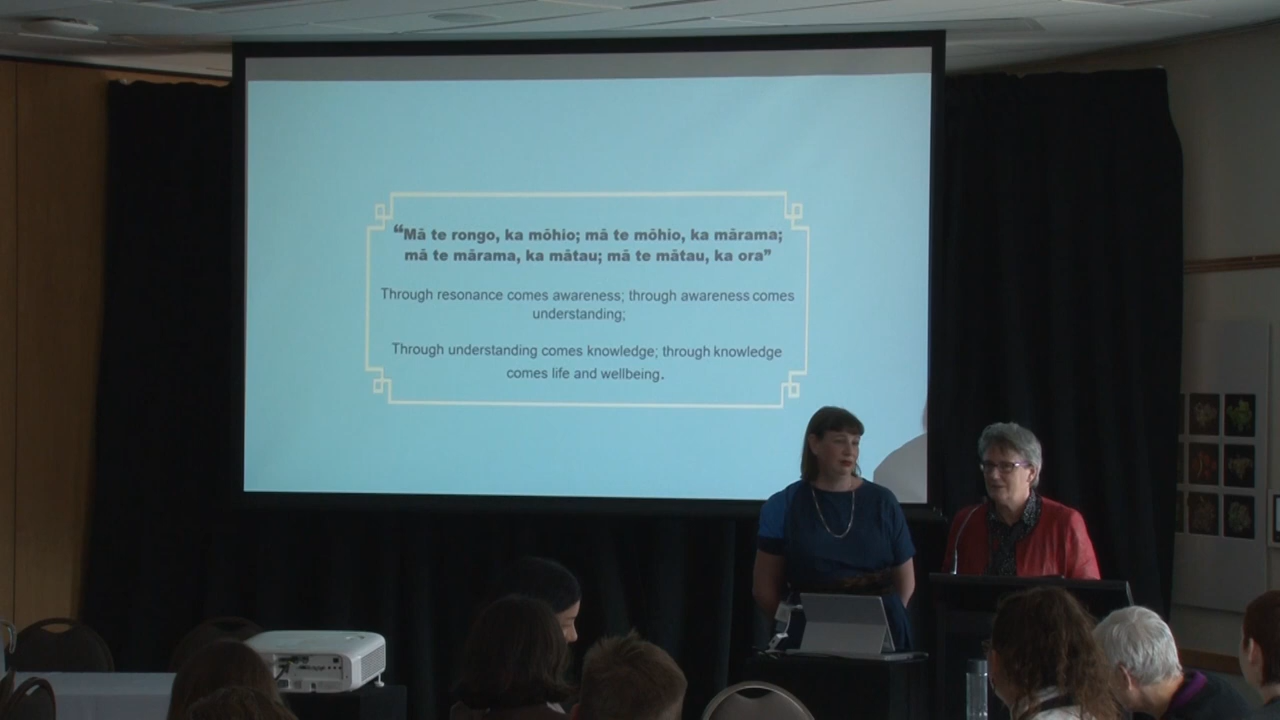 “Mā te rongo, ka mōhio; mā te mōhio, ka mārama;
mā te mārama, ka mātau; mā te mātau, ka ora”
Through resonance comes awareness; through awareness comes
understanding;
Through understanding comes knowledge; through knowledge
comes life and wellbeing.